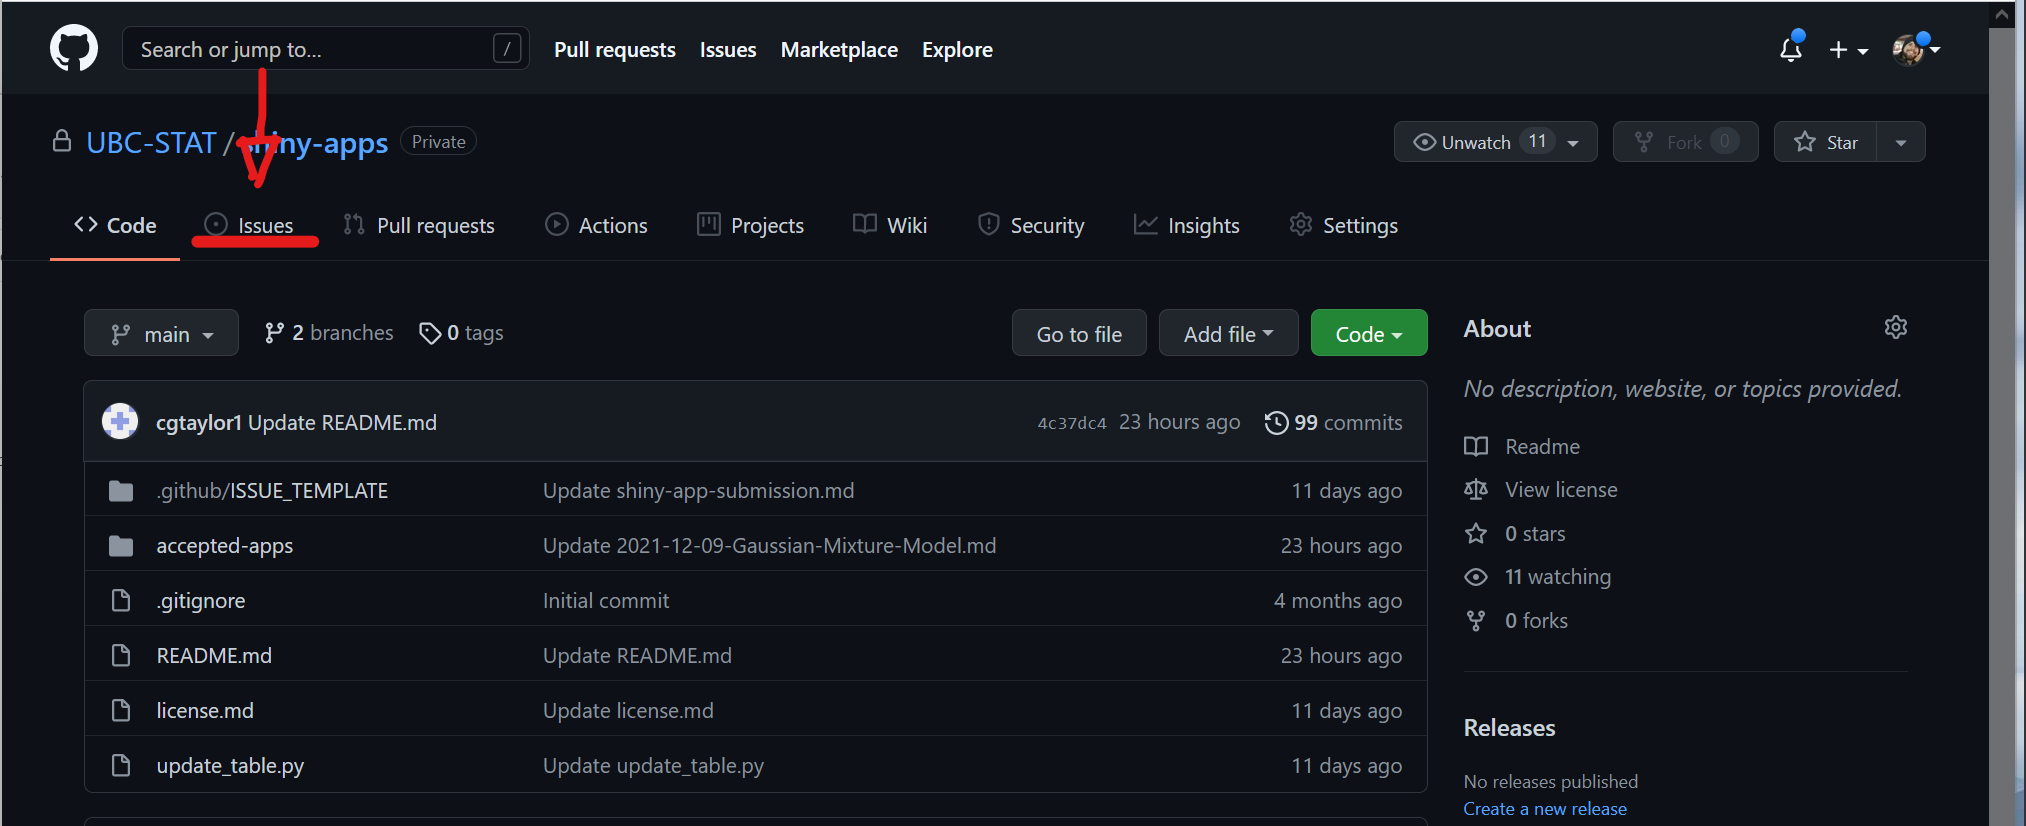 Search or jump to... / Pull requests Issues Marketplace Explore
UBC-STAT / shiny-apps Private Unwatch 11 Fork 0 Star
Code Issues Pull requests Actions Projects Wiki Security Insights Settings
main 2 branches 0 tags Go to file Add file Code
cgtaylor1 Update README.md 4c37dc4 23 hours ago 99 commits
.github/ISSUE_TEMPLATE Update shiny-app-submission.md 11 days ago
accepted-apps Update 2021-12-09-Gaussian-Mixture-Model.md 23 hours ago
.gitignore Initial commit 4 months ago
README.md Update README.md 23 hours ago
license.md Update license.md 11 days ago
update_table.py Update update_table.py 11 days ago
About
No description, website, or topics provided.
Readme
View license
0 stars
11 watching
0 forks
Releases
No releases published
Create a new release